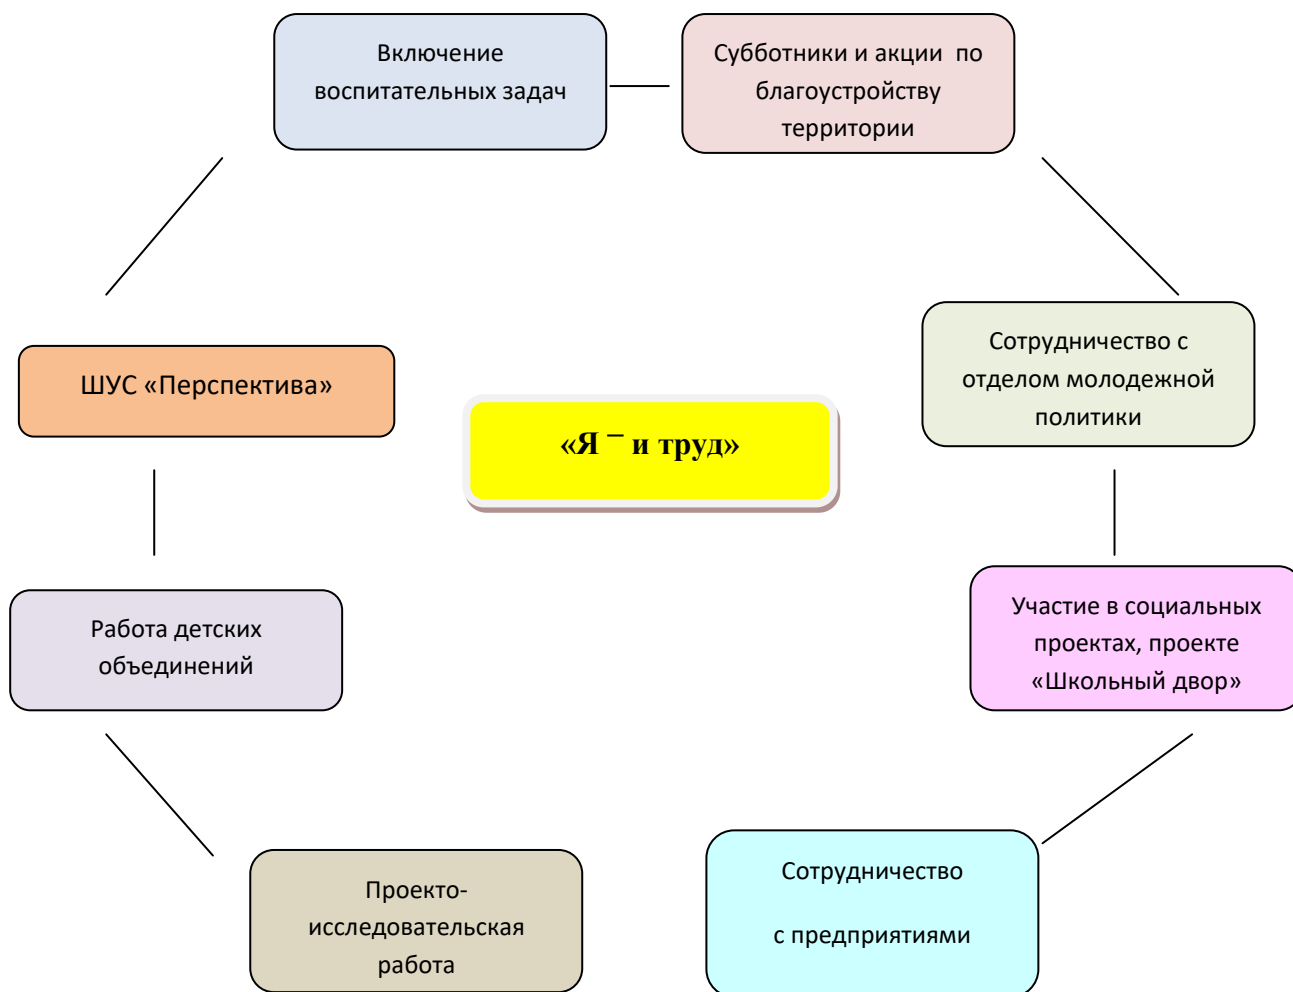 Включение
воспитательных задач
Субботники и акции по
благоустройству
территории
ШУС «Перспектива»
«Я – и труд»
Сотрудничество с
отделом молодежной
политики
Работа детских
объединений
Участие в социальных
проектах, проекте
«Школьный двор»
Проекто-
исследовательская
работа
Сотрудничество
с предприятиями